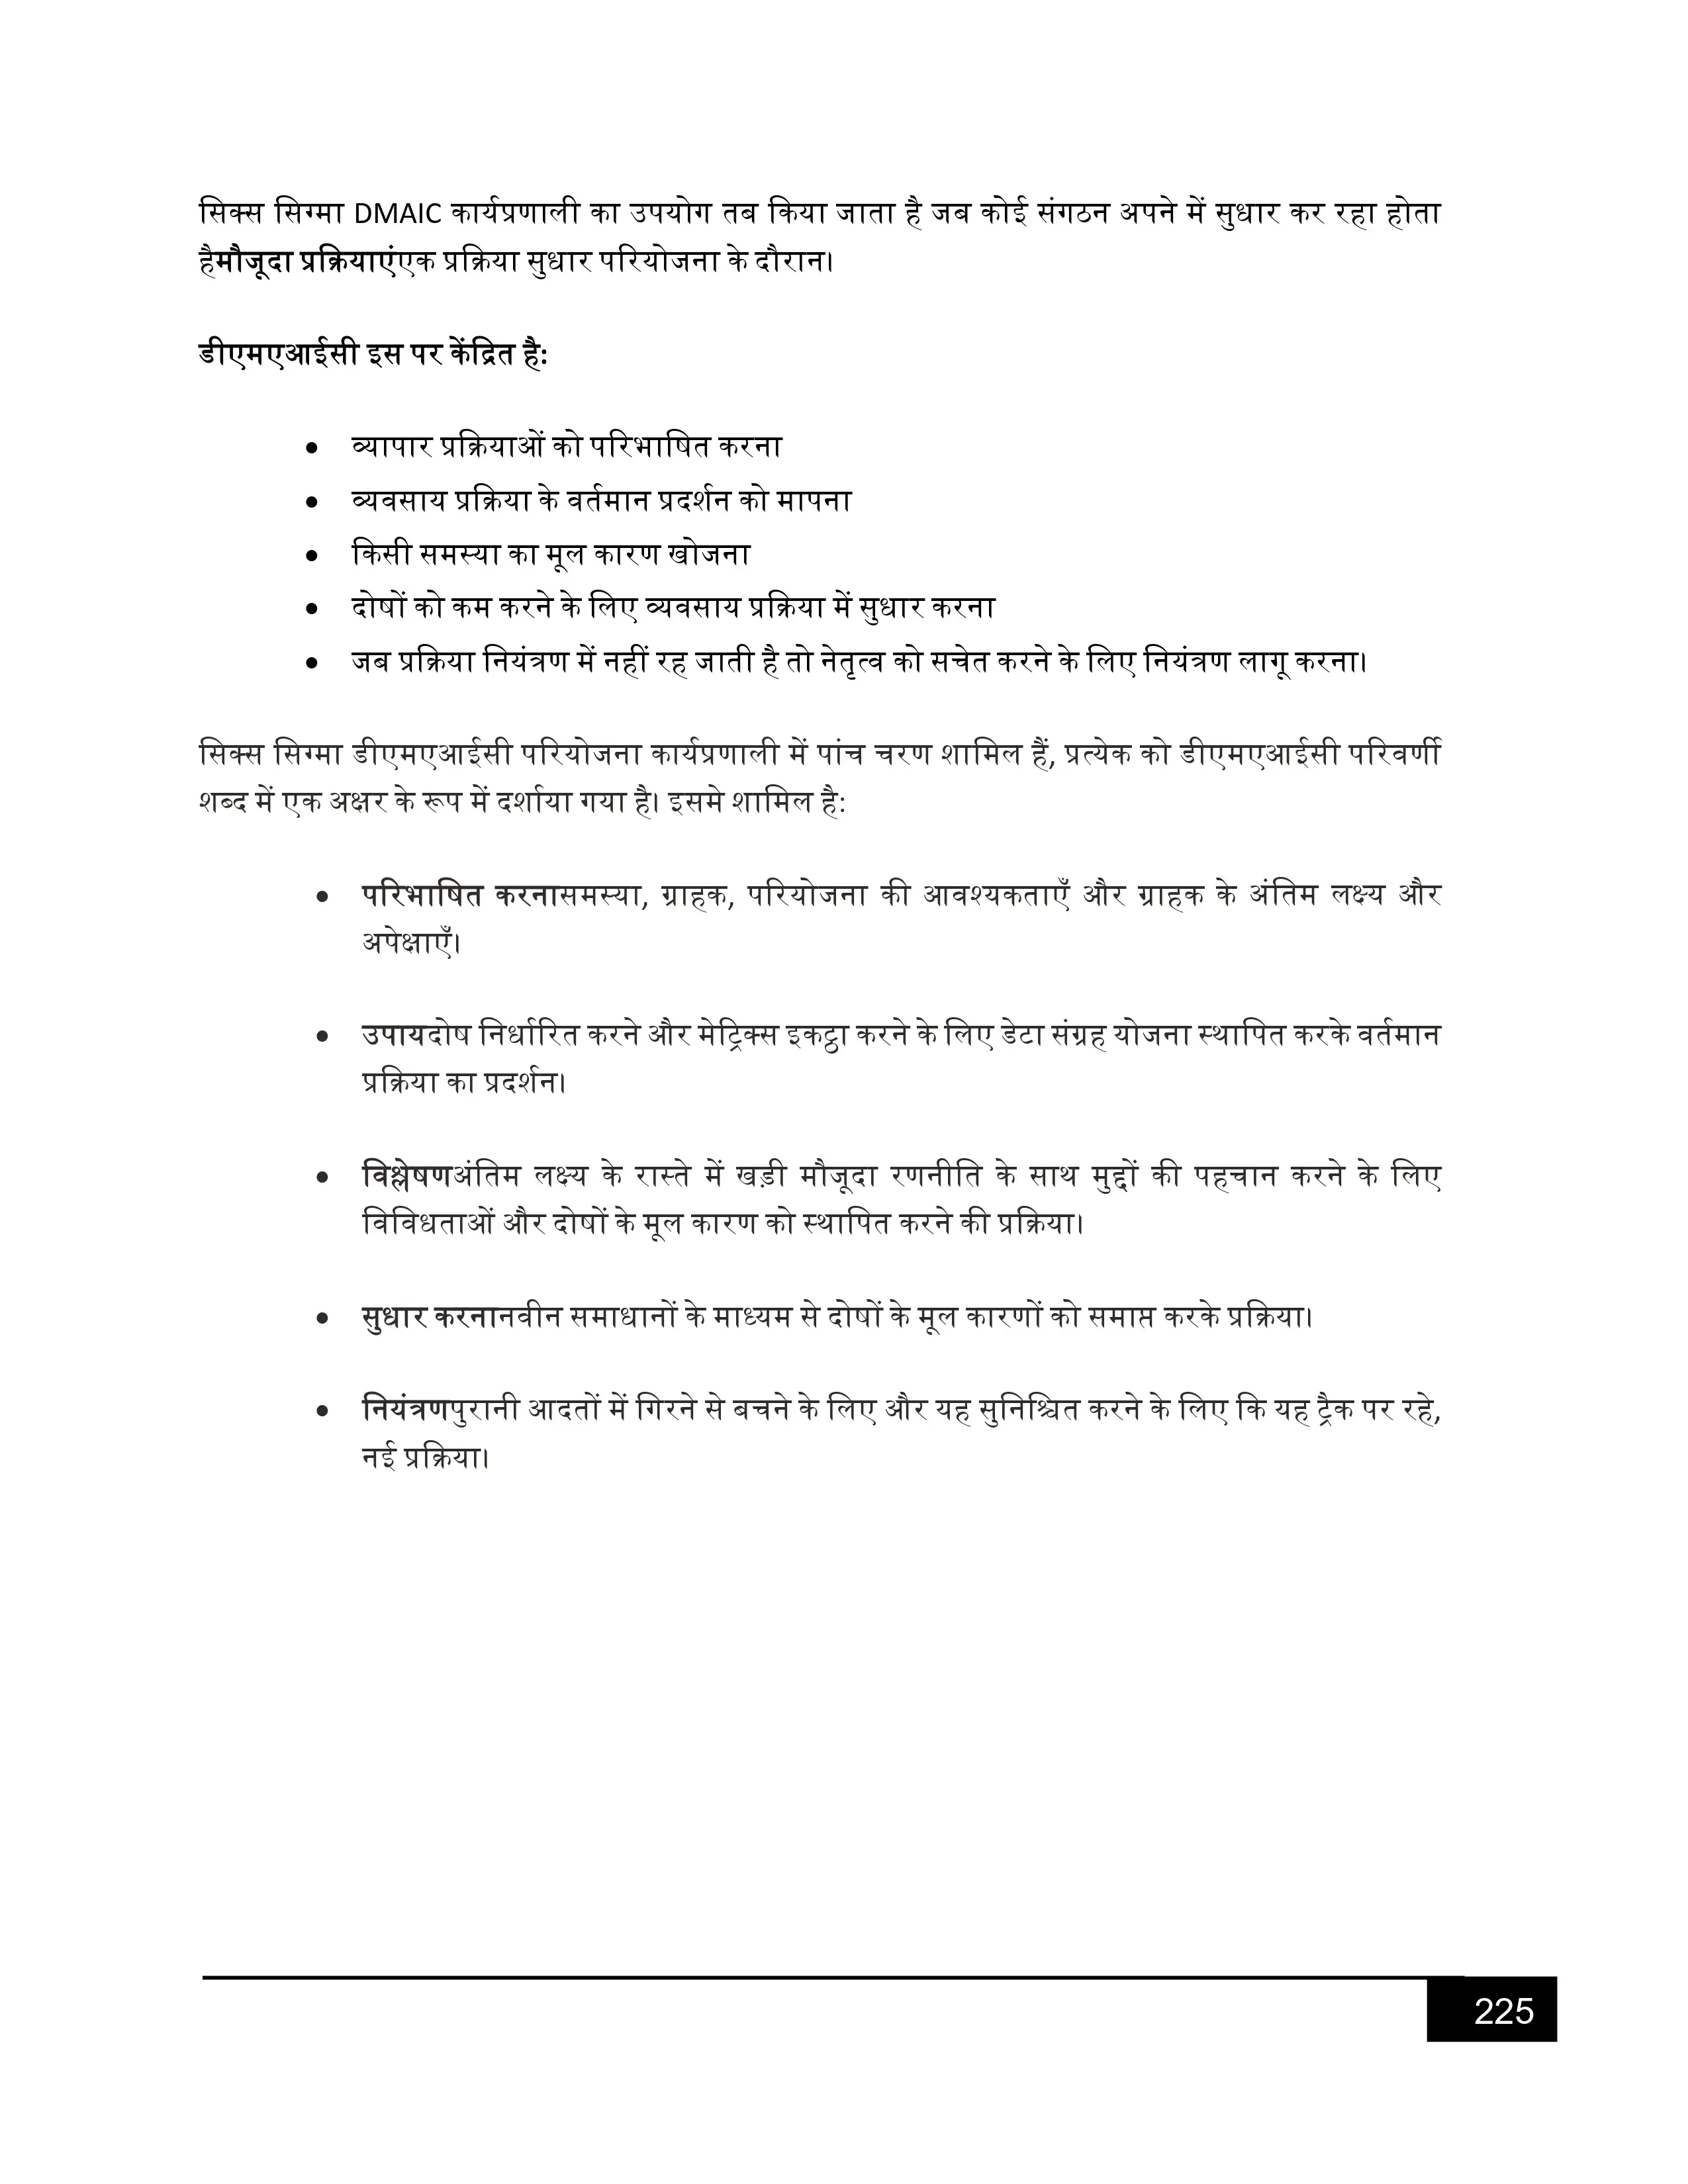 सिक्स सिग्मा DMAIC कार्यप्रणाली का उपयोग तब किया जाता है जब कोई संगठन अपने में सुधार कर रहा होता
हैमौजूदा प्रक्रियाएंएक प्रक्रिया सुधार परियोजना के दौरान।
डीएमएआईसी इस पर केंद्रित है:
• व्यापार प्रक्रियाओं को परिभाषित करना
• व्यवसाय प्रक्रिया के वर्तमान प्रदर्शन को मापना
• किसी समस्या का मूल कारण खोजना
• दोषों को कम करने के लिए व्यवसाय प्रक्रिया में सुधार करना
• जब प्रक्रिया नियंत्रण में नहीं रह जाती है तो नेतृत्व को सचेत करने के लिए नियंत्रण लागू करना।
सिक्स सिग्मा डीएमएआईसी परियोजना कार्यप्रणाली में पांच चरण शामिल हैं, प्रत्येक को डीएमएआईसी परिवर्णी
शब्द में एक अक्षर के रूप में दर्शाया गया है। इसमे शामिल है:
• परिभाषित करनासमस्या, ग्राहक, परियोजना की आवश्यकताएँ और ग्राहक के अंतिम लक्ष्य और
अपेक्षाएँ।
• उपायदोष निर्धारित करने और मेट्रिक्स इकट्ठा करने के लिए डेटा संग्रह योजना स्थापित करके वर्तमान
प्रक्रिया का प्रदर्शन।
• विश्लेषणअंतिम लक्ष्य के रास्ते में खड़ी मौजूदा रणनीति के साथ मुद्दों की पहचान करने के लिए
विविधताओं और दोषों के मूल कारण को स्थापित करने की प्रक्रिया।
• सुधार करनानवीन समाधानों के माध्यम से दोषों के मूल कारणों को समाप्त करके प्रक्रिया।
• नियंत्रणपुरानी आदतों में गिरने से बचने के लिए और यह सुनिश्चित करने के लिए कि यह ट्रैक पर रहे,
नई प्रक्रिया।
225